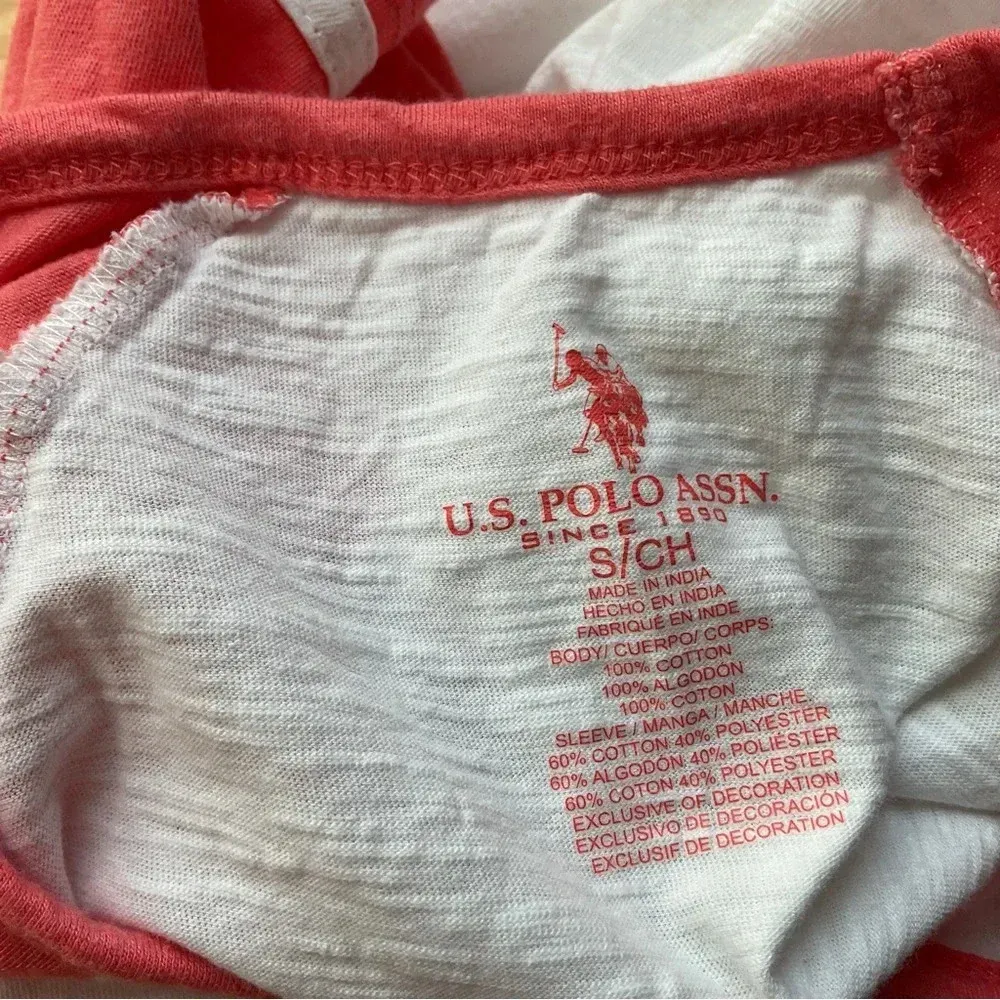 U.S. POLO ASSN.
SINCE 1890
S/CH
MADE IN INDIA
HECHO EN INDIA
FABRIQUÉ EN INDE
BODY/ CUERPO/ CORPS:
100% COTTON
100% ALGODÓN
100% COTON
SLEEVE / MANGA / MANCHE
60% COTTON 40% POLYESTER
60% ALGODÓN 40% POLIÉSTER
60% COTON 40% POLYESTER
EXCLUSIVE OF DECORATION
EXCLUSIVO DE DECORACIÓN
EXCLUSIF DE DECORATION